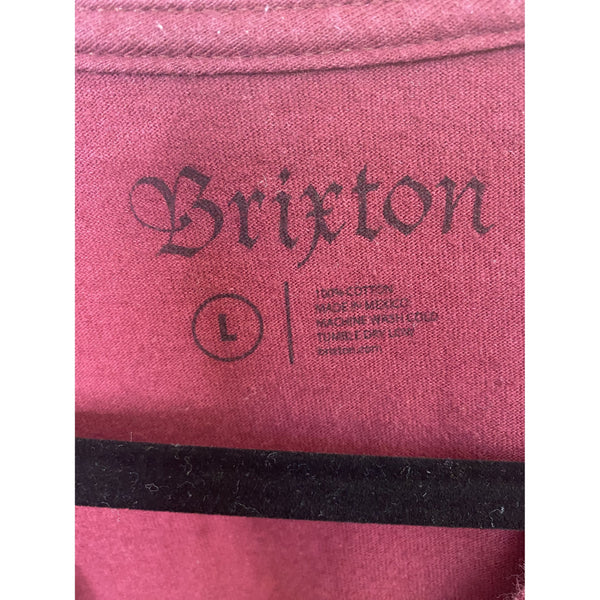 Brixton
L
100% COTTON
MADE IN MEXICO
MACHINE WASH COLD
TUMBLE DRY LOW
brixton.com